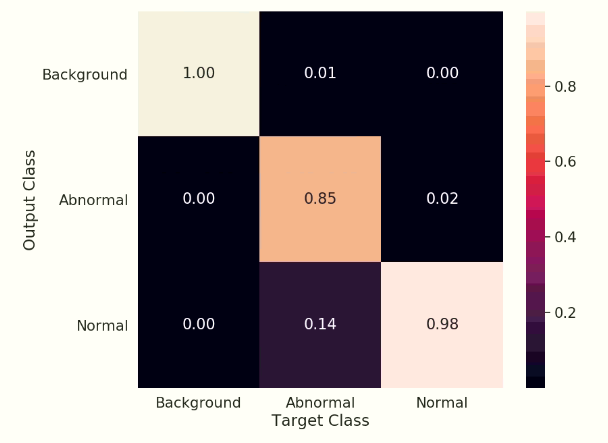 Background 1.00 0.01 0.00
Abnormal 0.00 0.85 0.02
Normal 0.00 0.14 0.98
Output Class
Background Abnormal Normal
Target Class
0.8
0.6
0.4
0.2